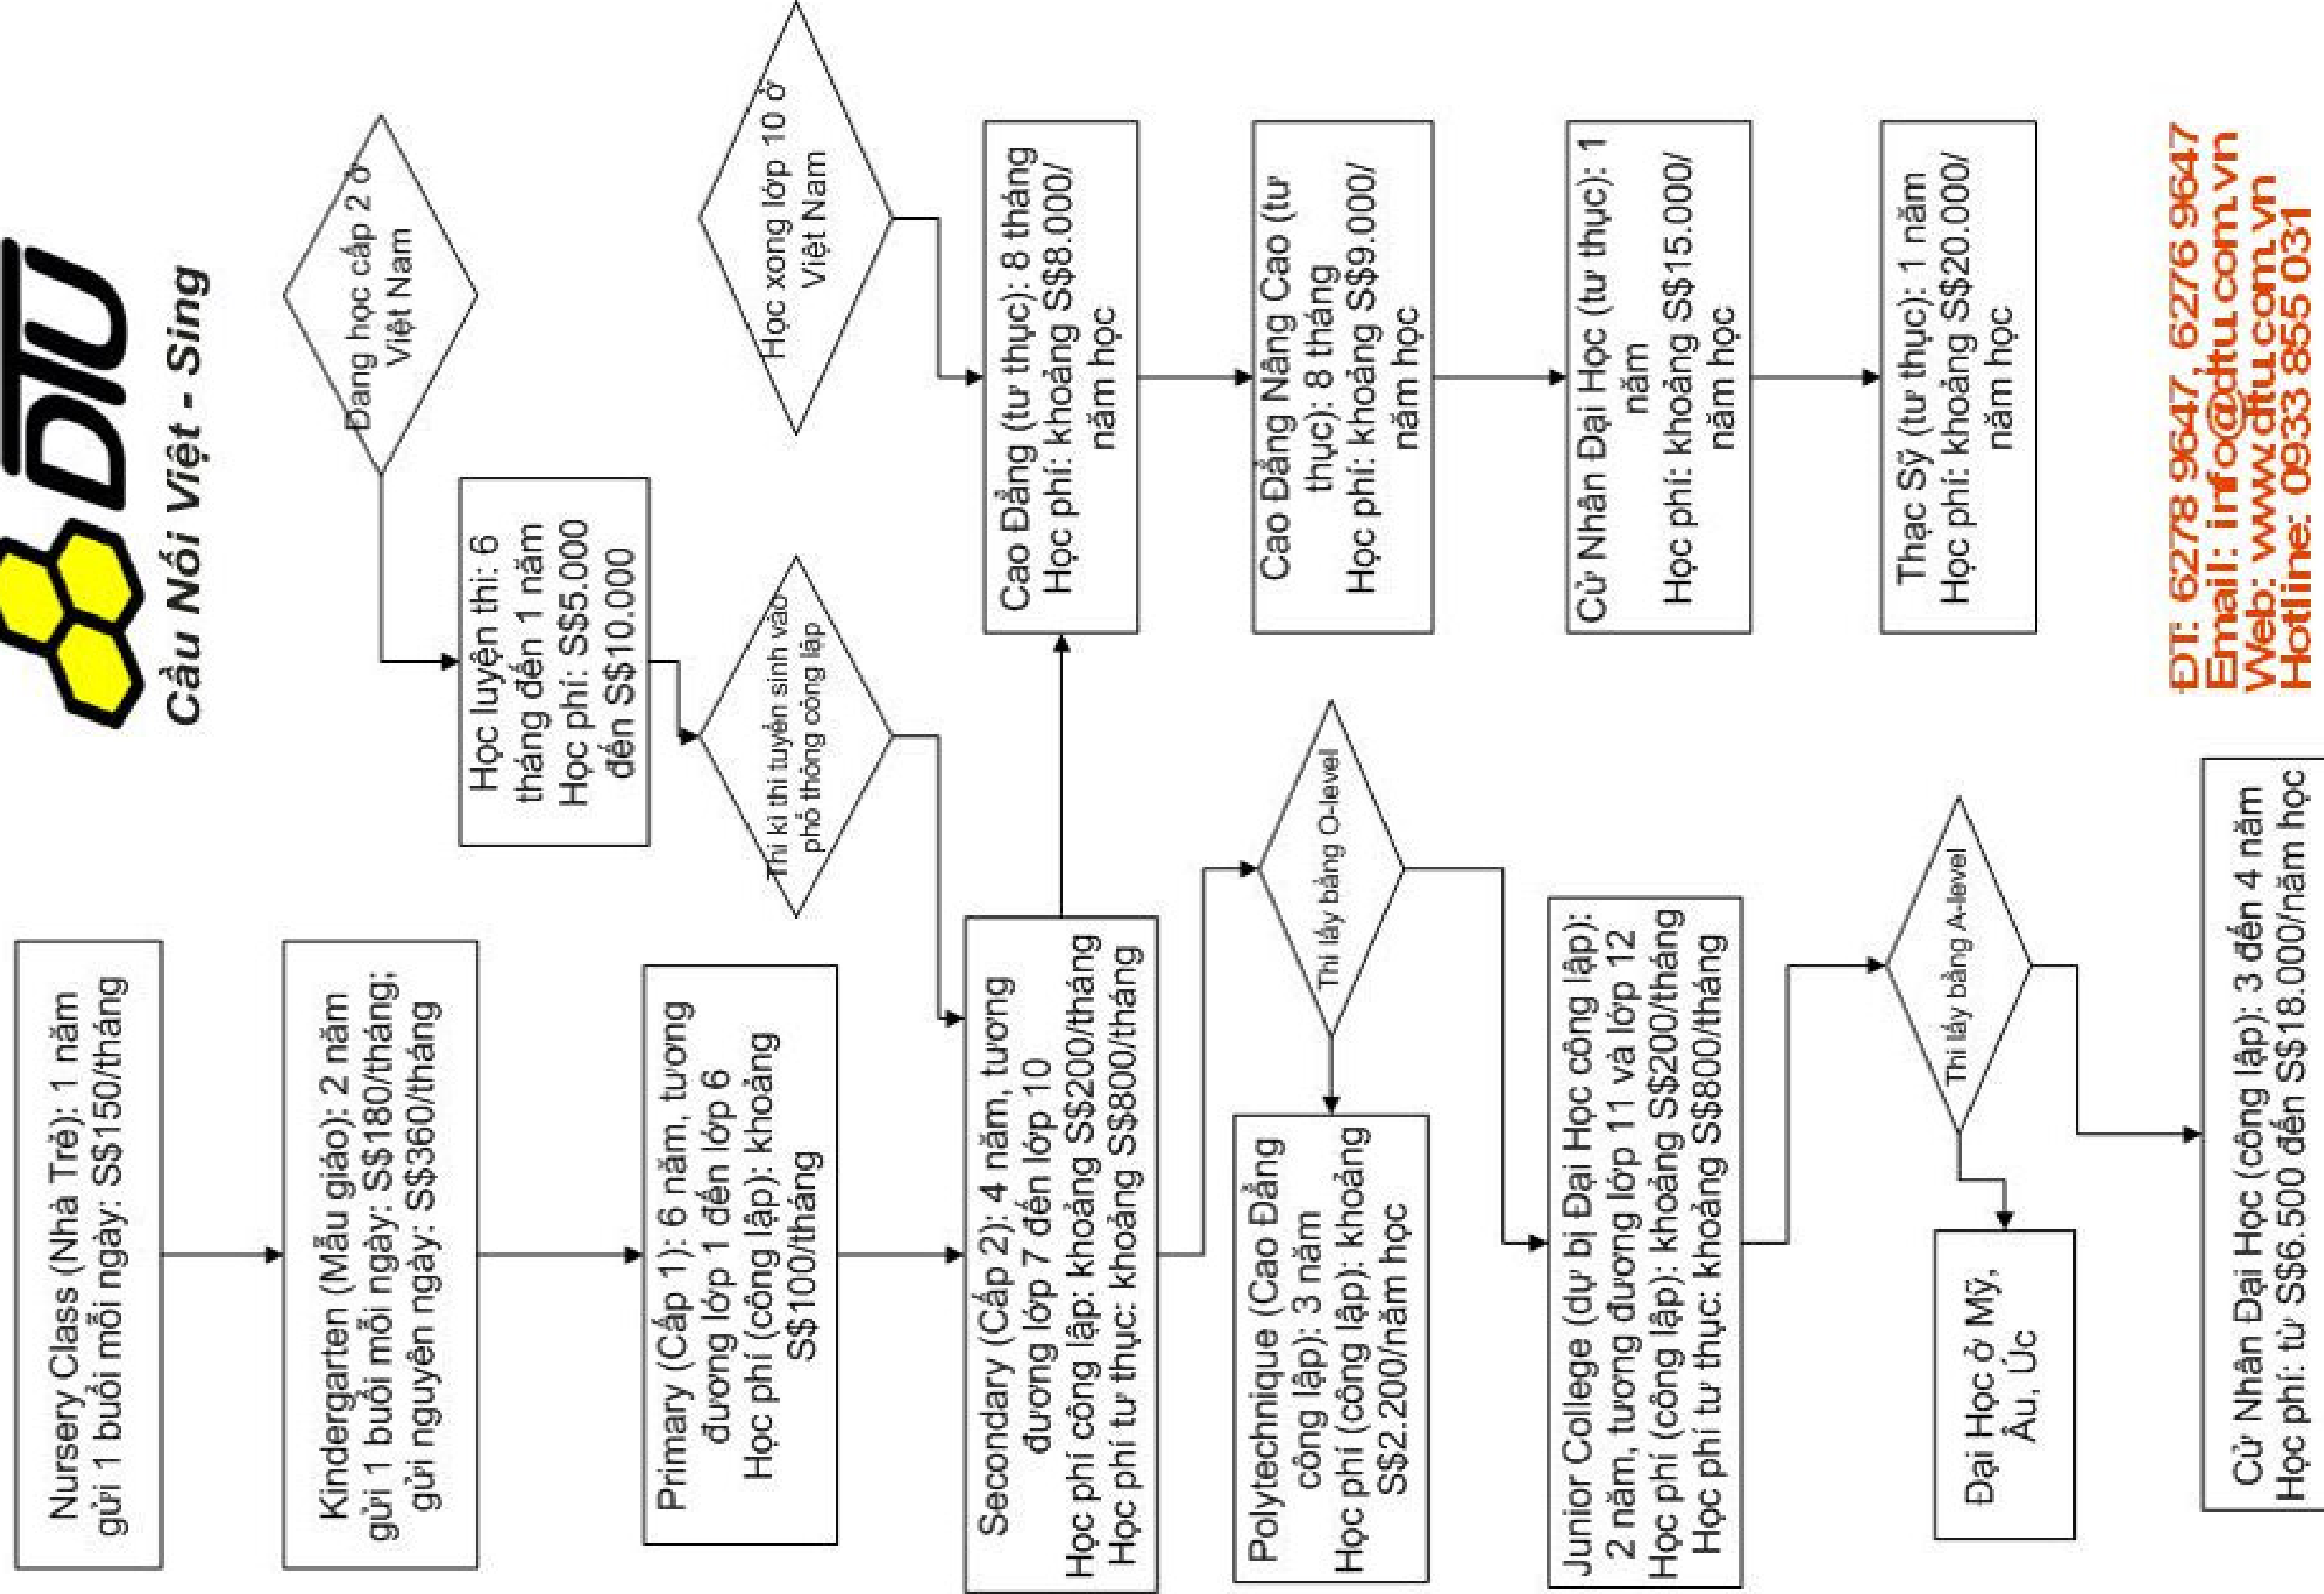 DTU
Cầu Nối Việt - Sing
Nursery Class (Nhà Trẻ): 1 năm
gửi 1 buổi mỗi ngày: S$150/tháng
Kindergarten (Mẫu giáo): 2 năm
gửi 1 buổi mỗi ngày: S$180/tháng;
gửi nguyên ngày: S$360/tháng
Primary (Cấp 1): 6 năm, tương
đương lớp 1 đến lớp 6
Học phí (công lập): khoảng
S$100/tháng
Đang học cấp 2 ở
Việt Nam
Học luyện thi: 6
tháng đến 1 năm
Học phí: S$5.000
đến S$10.000
Thi kì thi tuyển sinh vào
phổ thông công lập
Học xong lớp 10 ở
Việt Nam
Secondary (Cấp 2): 4 năm, tương
đương lớp 7 đến lớp 10
Học phí công lập: khoảng S$200/tháng
Học phí tư thục: khoảng S$800/tháng
Cao Đẳng (tư thục): 8 tháng
Học phí: khoảng S$8.000/
năm học
Polytechnique (Cao Đẳng
công lập): 3 năm
Học phí (công lập): khoảng
S$2.200/năm học
Thi lấy bằng O-level
Cao Đẳng Nâng Cao (tư
thục): 8 tháng
Học phí: khoảng S$9.000/
năm học
Junior College (dự bị Đại Học công lập):
2 năm, tương đương lớp 11 và lớp 12
Học phí (công lập): khoảng S$200/tháng
Học phí tư thục: khoảng S$800/tháng
Cử Nhân Đại Học (tư thục): 1
năm
Học phí: khoảng S$15.000/
năm học
Đại Học ở Mỹ,
Âu, Úc
Thi lấy bằng A-level
Thạc Sỹ (tư thục): 1 năm
Học phí: khoảng S$20.000/
năm học
Cử Nhân Đại Học (công lập): 3 đến 4 năm
Học phí: từ S$6.500 đến S$18.000/năm học
ĐT: 6278 9647, 6276 9647
Email: info@dtu.com.vn
Web: www.dtu.com.vn
Hotline: 0933 855 031